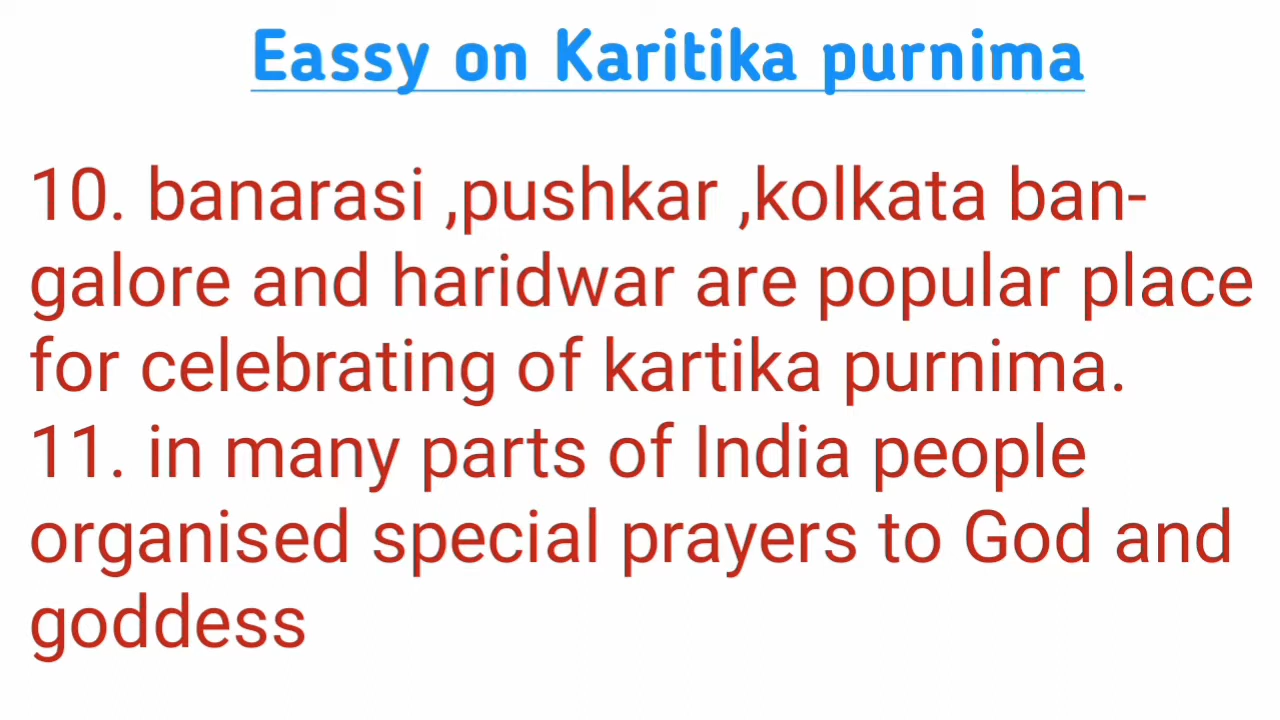 Eassy on Karitika purnima
10. banarasi ,pushkar ,kolkata ban-
galore and haridwar are popular place
for celebrating of kartika purnima.
11. in many parts of India people
organised special prayers to God and
goddess